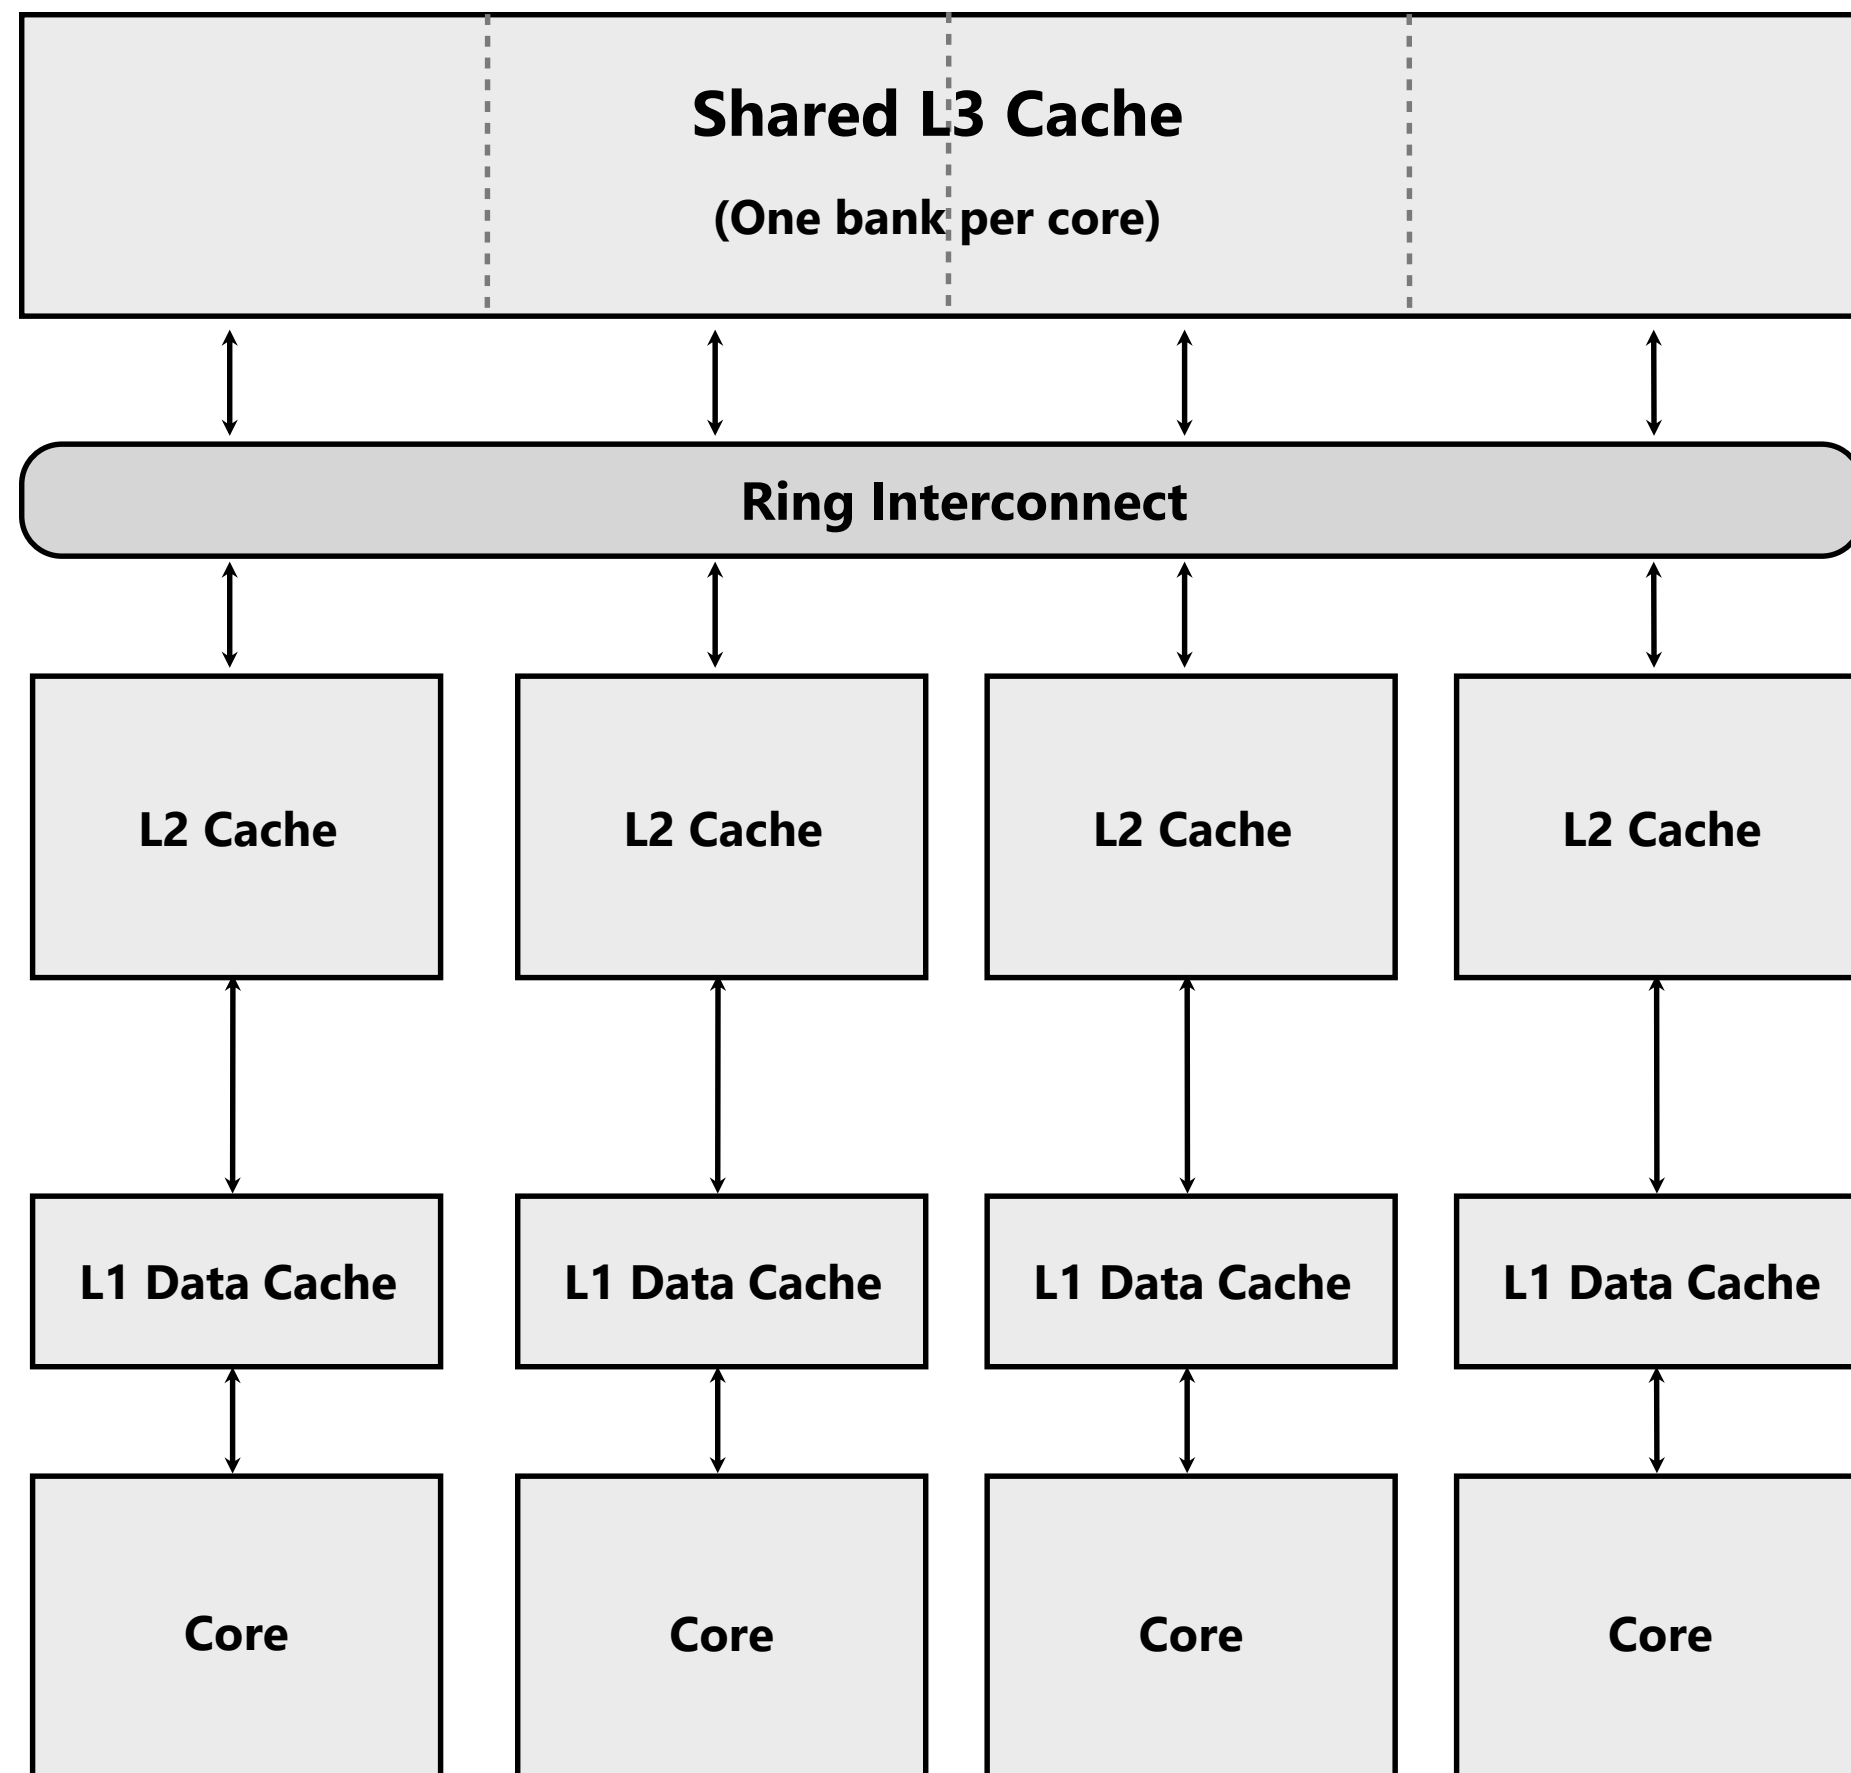 Shared L3 Cache
(One bank per core)
Ring Interconnect
L2 Cache
L2 Cache
L2 Cache
L2 Cache
L1 Data Cache
L1 Data Cache
L1 Data Cache
L1 Data Cache
Core
Core
Core
Core